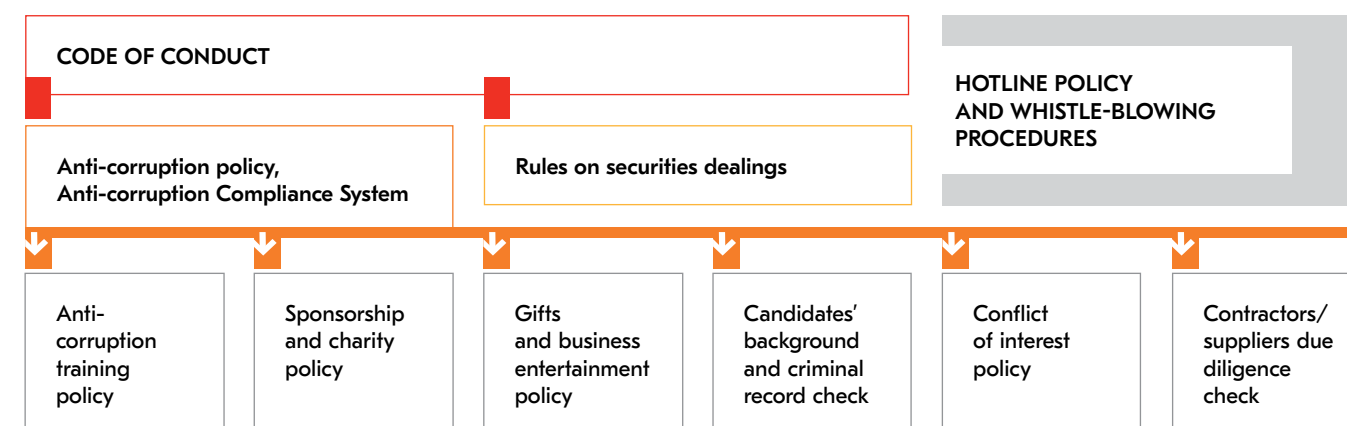 CODE OF CONDUCT
HOTLINE POLICY
AND WHISTLE-BLOWING
PROCEDURES
Anti-corruption policy,
Anti-corruption Compliance System
Rules on securities dealings
Anti-
corruption
training
policy
Sponsorship
and charity
policy
Gifts
and business
entertainment
policy
Candidates’
background
and criminal
record check
Conflict
of interest
policy
Contractors/
suppliers due
diligence
check